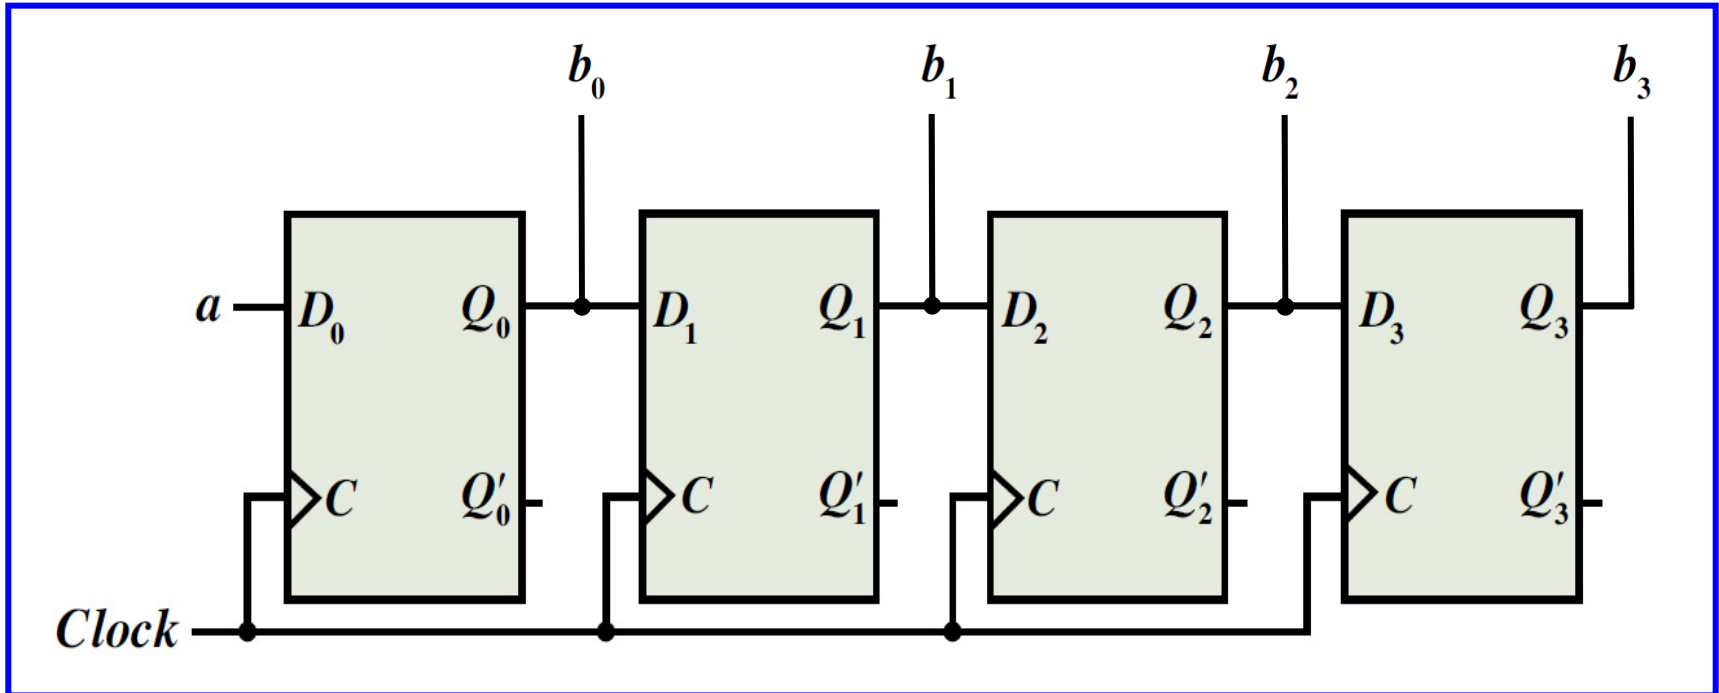 b₀ b₁ b₂ b₃
a D₀ Q₀ D₁ Q₁ D₂ Q₂ D₃ Q₃
C Q′₀ C Q′₁ C Q′₂ C Q′₃
Clock